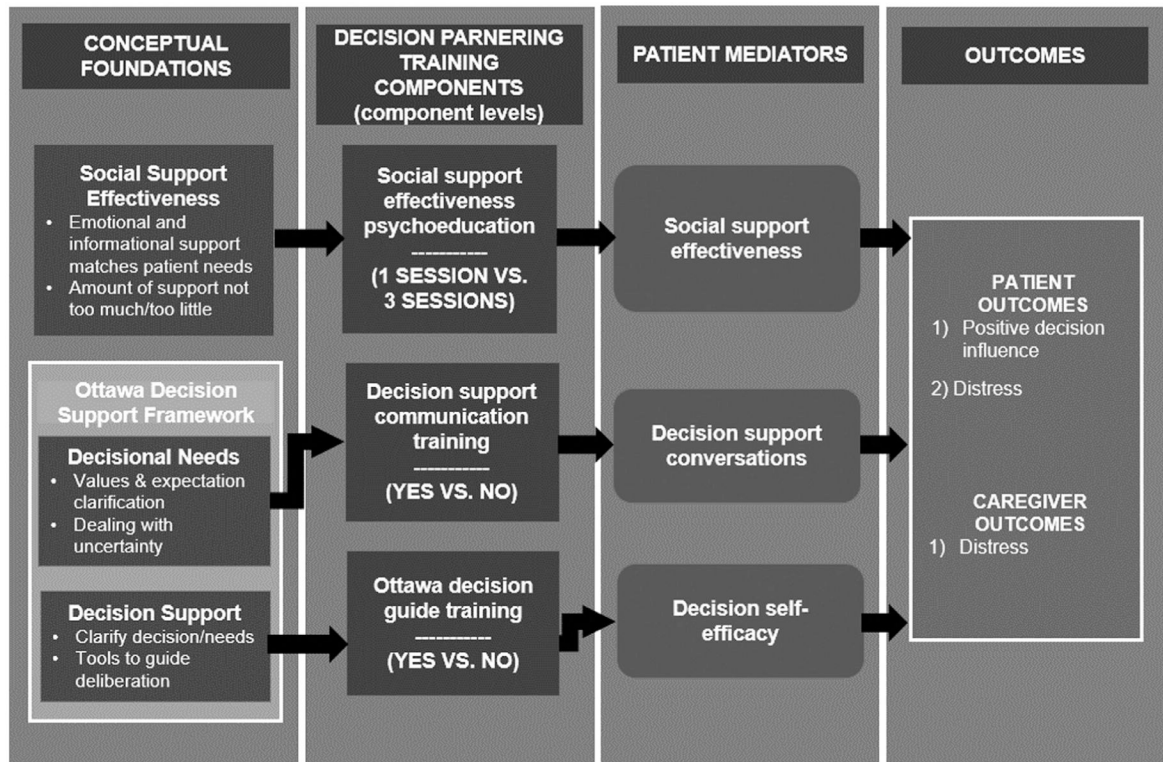 CONCEPTUAL
FOUNDATIONS
Social Support
Effectiveness
• Emotional and
informational support
matches patient needs
• Amount of support not
too much/too little
Ottawa Decision
Support Framework
Decisional Needs
• Values & expectation
clarification
• Dealing with
uncertainty
Decision Support
• Clarify decision/needs
• Tools to guide
deliberation
DECISION PARNERING
TRAINING
COMPONENTS
(component levels)
Social support
effectiveness
psychoeducation
-----------
(1 SESSION VS.
3 SESSIONS)
Decision support
communication
training
-----------
(YES VS. NO)
Ottawa decision
guide training
-----------
(YES VS. NO)
PATIENT MEDIATORS
Social support
effectiveness
Decision support
conversations
Decision self-
efficacy
OUTCOMES
PATIENT
OUTCOMES
1) Positive decision
influence
2) Distress
CAREGIVER
OUTCOMES
1) Distress